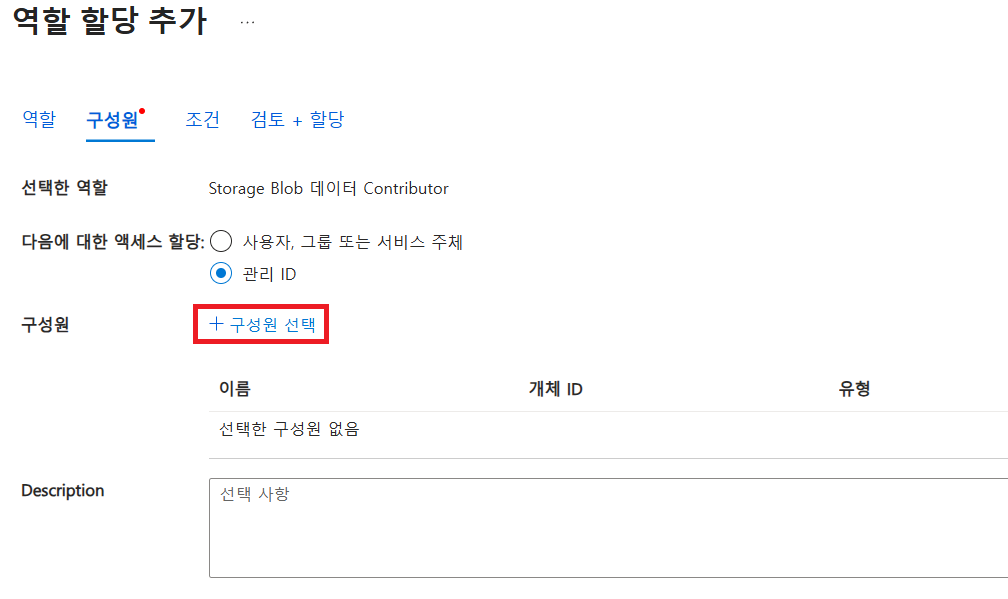 역할 할당 추가 ...
역할 구성원 조건 검토 + 할당
선택한 역할 Storage Blob 데이터 Contributor
다음에 대한 액세스 할당: 사용자, 그룹 또는 서비스 주체
관리 ID
구성원 + 구성원 선택
이름 개체 ID 유형
선택한 구성원 없음
Description 선택 사항